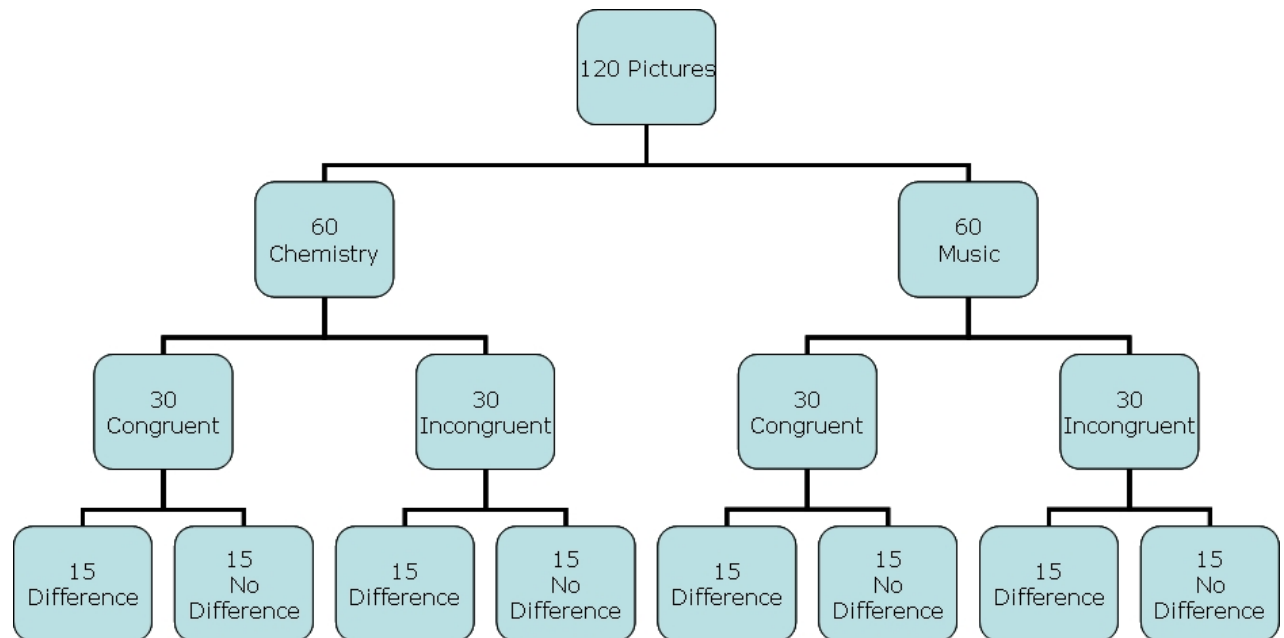 120 Pictures
60
Chemistry
60
Music
30
Congruent
30
Incongruent
30
Congruent
30
Incongruent
15
Difference
15
No
Difference
15
Difference
15
No
Difference
15
Difference
15
No
Difference
15
Difference
15
No
Difference